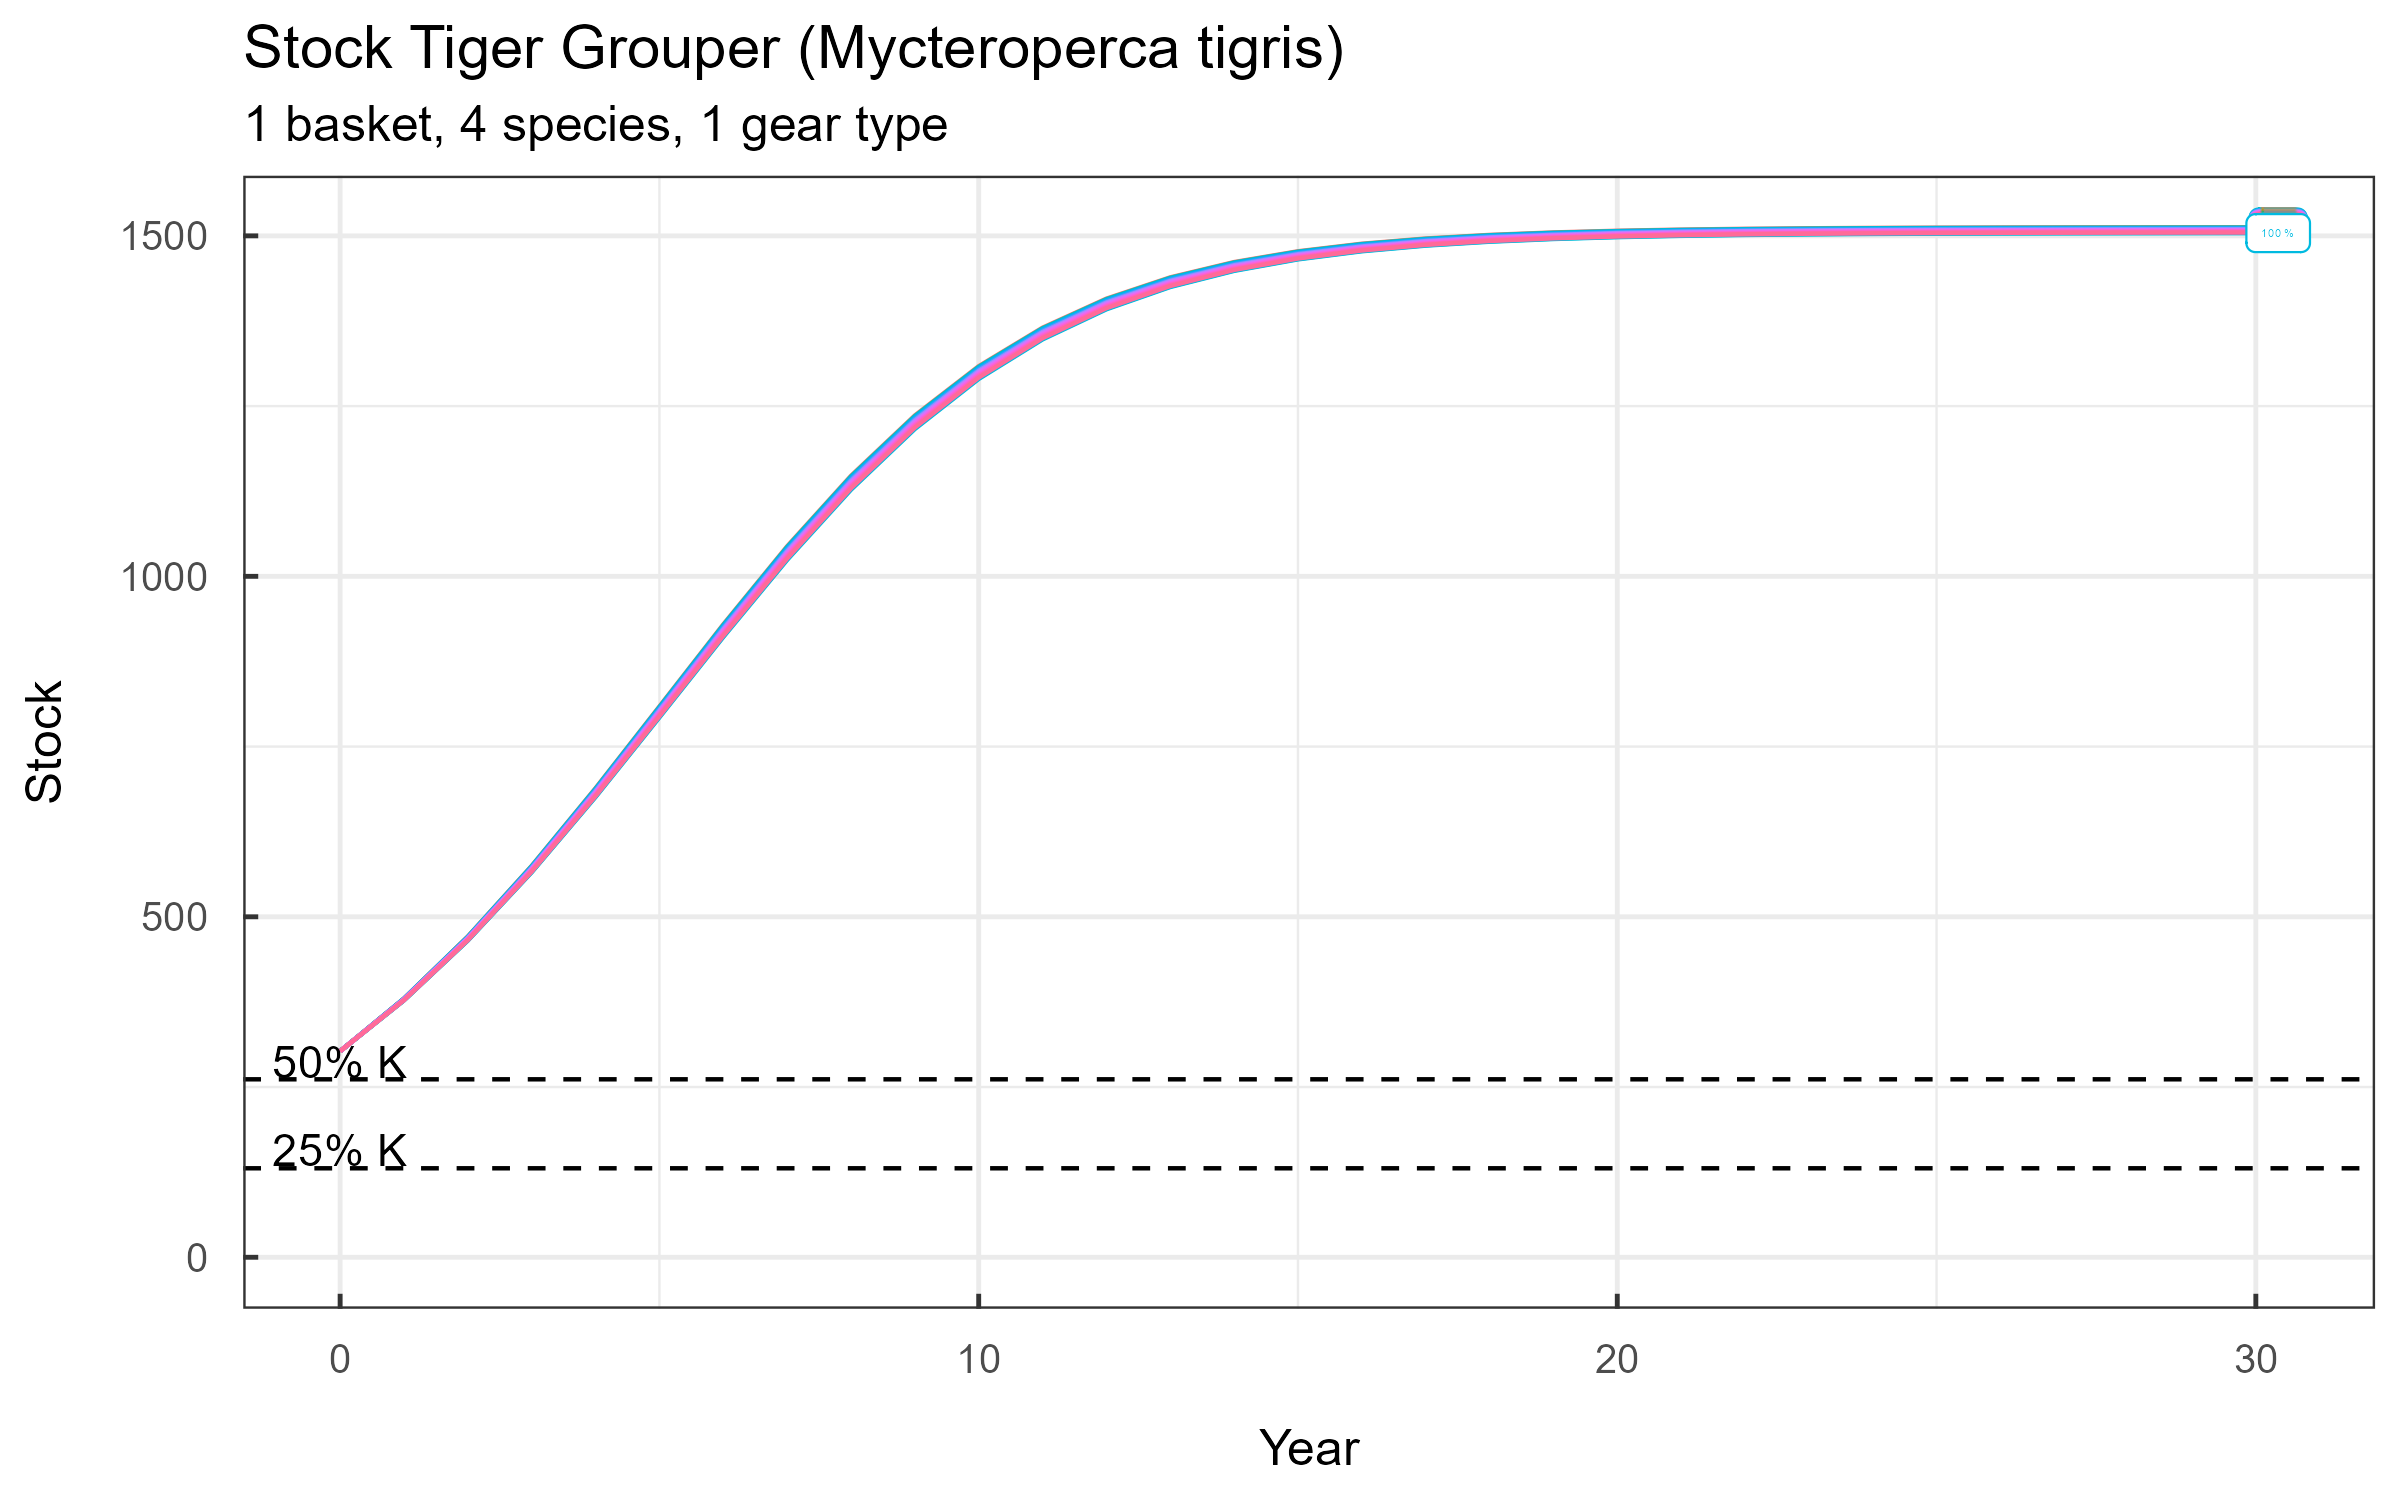 Stock Tiger Grouper (Mycteroperca tigris)
1 basket, 4 species, 1 gear type
1500
100 %
1000
Stock
500
50% K
25% K
0
0 10 20 30
Year